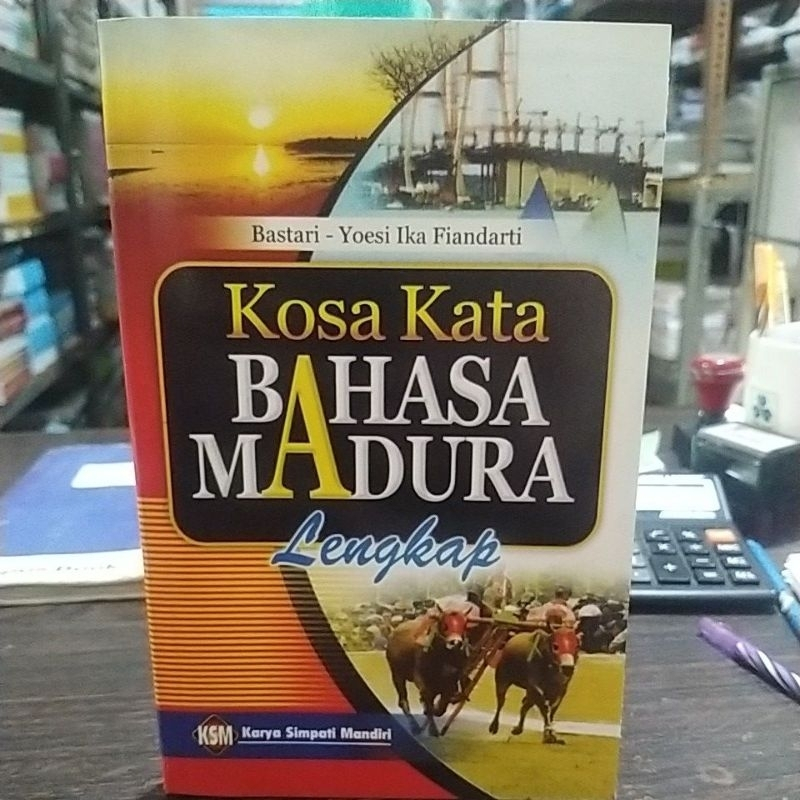 Bastari - Yoesi Ika Fiandarti
Kosa Kata
BAHASA
MADURA
Lengkap
KSM Karya Simpati Mandiri